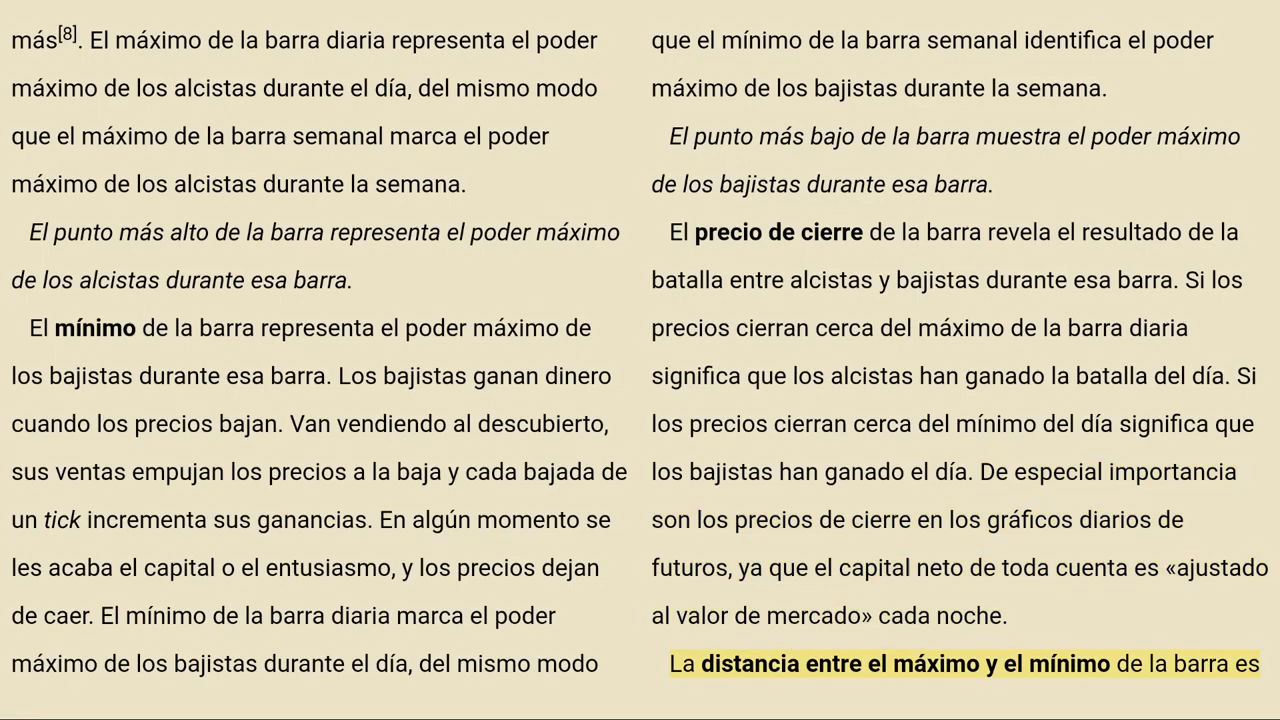 más[8]. El máximo de la barra diaria representa el poder
máximo de los alcistas durante el día, del mismo modo
que el máximo de la barra semanal marca el poder
máximo de los alcistas durante la semana.
El punto más alto de la barra representa el poder máximo
de los alcistas durante esa barra.
El mínimo de la barra representa el poder máximo de
los bajistas durante esa barra. Los bajistas ganan dinero
cuando los precios bajan. Van vendiendo al descubierto,
sus ventas empujan los precios a la baja y cada bajada de
un tick incrementa sus ganancias. En algún momento se
les acaba el capital o el entusiasmo, y los precios dejan
de caer. El mínimo de la barra diaria marca el poder
máximo de los bajistas durante el día, del mismo modo
que el mínimo de la barra semanal identifica el poder
máximo de los bajistas durante la semana.
El punto más bajo de la barra muestra el poder máximo
de los bajistas durante esa barra.
El precio de cierre de la barra revela el resultado de la
batalla entre alcistas y bajistas durante esa barra. Si los
precios cierran cerca del máximo de la barra diaria
significa que los alcistas han ganado la batalla del día. Si
los precios cierran cerca del mínimo del día significa que
los bajistas han ganado el día. De especial importancia
son los precios de cierre en los gráficos diarios de
futuros, ya que el capital neto de toda cuenta es «ajustado
al valor de mercado» cada noche.
La distancia entre el máximo y el mínimo de la barra es